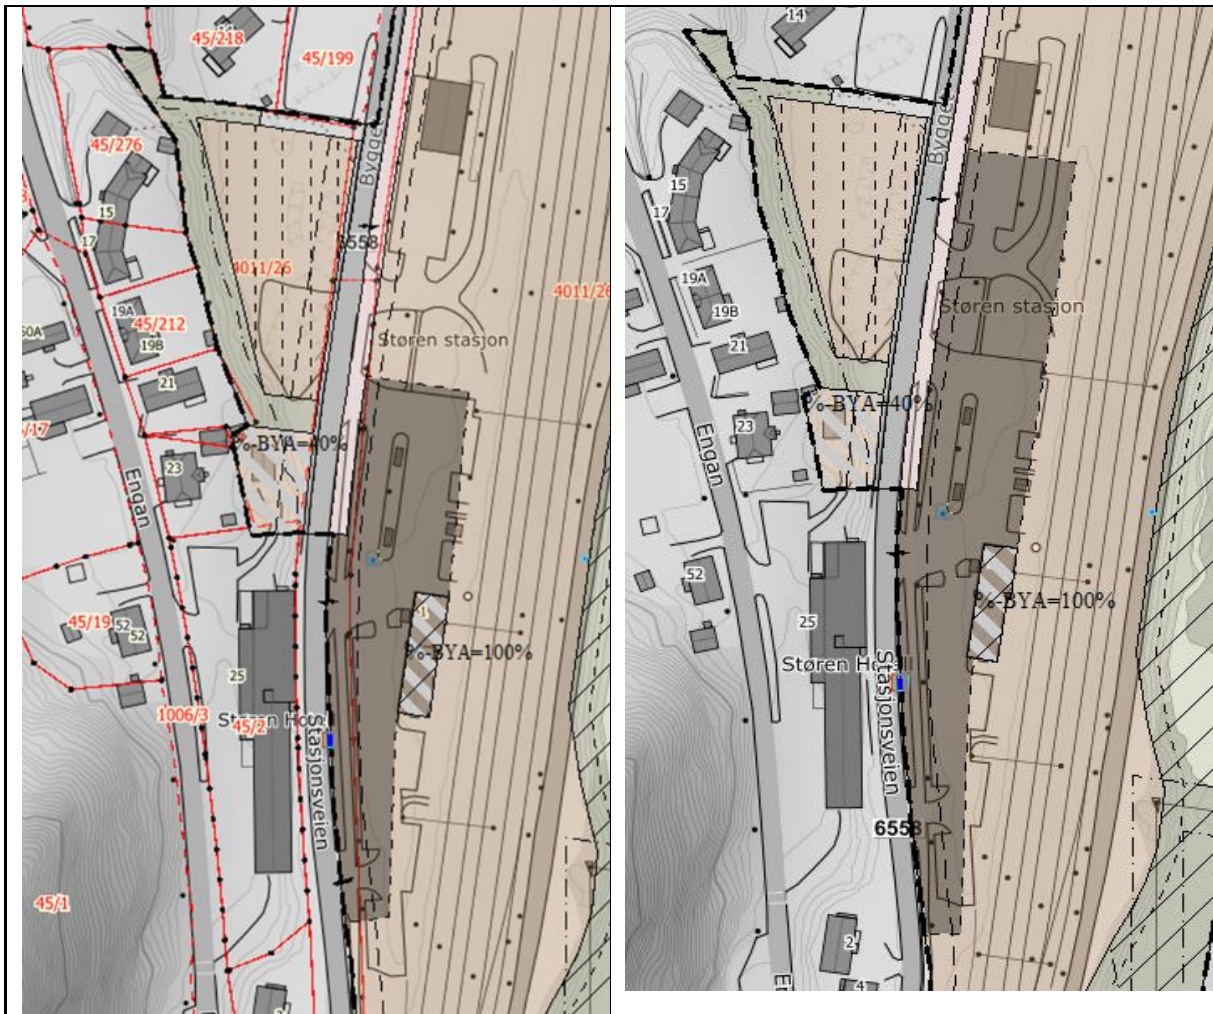 45/218
45/199
45/276
15
17
Bygge
6558
4011/26
4011/26
19A
45/212
19B
Støren stasjon
21
%-BYA=40%
23
Engan
45/19
52
52
1
%-BYA=100%
25
1006/3
45/2
Støren Ho
Stasjonsveien
45/1
14
15
17
Bygge
19A
19B
Støren stasjon
21
%-BYA=40%
23
Engan
52
%-BYA=100%
25
Støren Ho
Stasjonsveien
6558
2
4